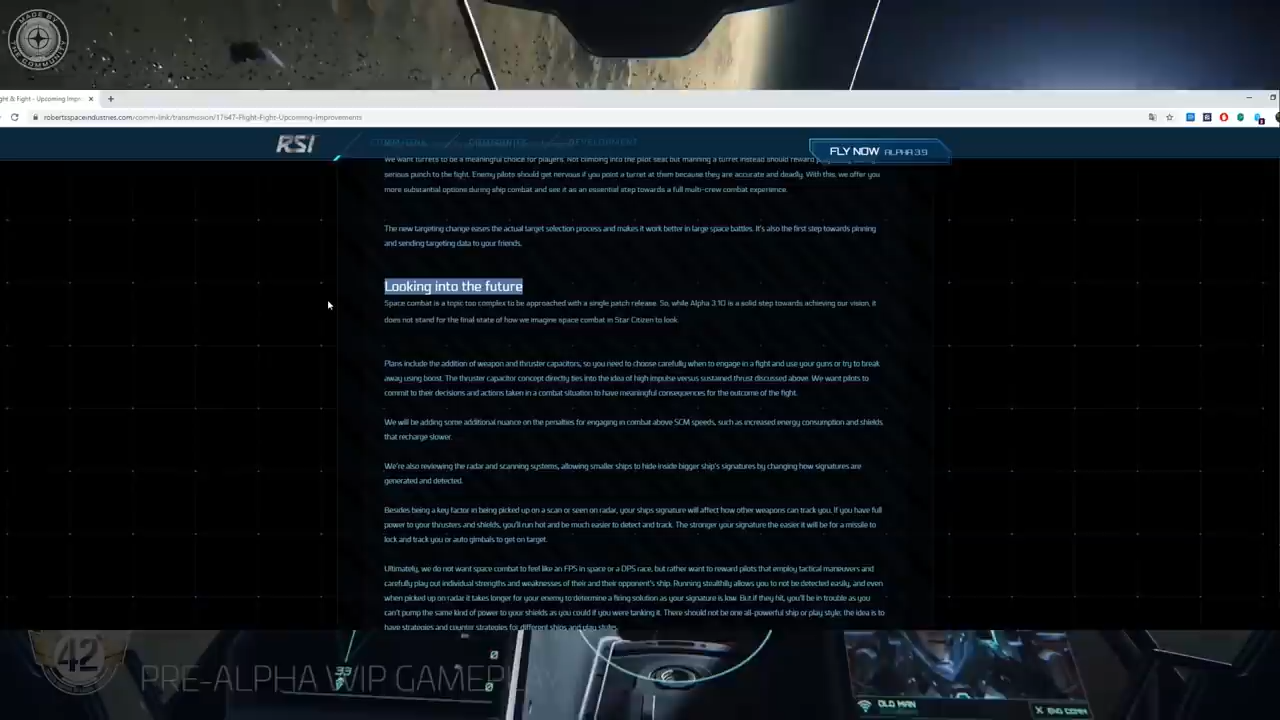 MADE BY THE COMMUNITY
ght & Fight - Upcoming Impr
robertsspaceindustries.com/comm-link/transmission/17647-Flight-Fight-Upcoming-Improvements
RSI
COMM-LINK
COMMUNITY
DEVELOPMENT
FLY NOW ALPHA 3.9
We want turrets to be a meaningful choice for players. Not climbing into the pilot seat but manning a turret instead should reward
serious punch to the fight. Enemy pilots should get nervous if you point a turret at them because they are accurate and deadly. With this, we offer you
more substantial options during ship combat and see it as an essential step towards a full multi-crew combat experience.
The new targeting change eases the actual target selection process and makes it work better in large space battles. It's also the first step towards pinning
and sending targeting data to your friends.
Looking into the future
Space combat is a topic too complex to be approached with a single patch release. So, while Alpha 3.10 is a solid step towards achieving our vision, it
does not stand for the final state of how we imagine space combat in Star Citizen to look.
Plans include the addition of weapon and thruster capacitors, so you need to choose carefully when to engage in a fight and use your guns or try to break
away using boost. The thruster capacitor concept directly ties into the idea of high impulse versus sustained thrust discussed above. We want pilots to
commit to their decisions and actions taken in a combat situation to have meaningful consequences for the outcome of the fight.
We will be adding some additional nuance on the penalties for engaging in combat above SCM speeds, such as increased energy consumption and shields
that recharge slower.
We're also reviewing the radar and scanning systems, allowing smaller ships to hide inside bigger ship's signatures by changing how signatures are
generated and detected.
Besides being a key factor in being picked up on a scan or seen on radar, your ships signature will affect how other weapons can track you. If you have full
power to your thrusters and shields, you'll run hot and be much easier to detect and track. The stronger your signature the easier it will be for a missile to
lock and track you or auto gimbals to get on target.
Ultimately, we do not want space combat to feel like an FPS in space or a DPS race, but rather want to reward pilots that employ tactical maneuvers and
carefully play out individual strengths and weaknesses of their and their opponent's ship. Running stealthily allows you to not be detected easily, and even
when picked up on radar it takes longer for your enemy to determine a firing solution as your signature is low. But if they hit, you'll be in trouble as you
can't pump the same kind of power to your shields as you could if you were tanking it. There should not be one all-powerful ship or play style; the idea is to
have strategies and counter strategies for different ships and play styles.
42
PRE-ALPHA WIP GAMEPLAY
33
0
0
OLD MAN
X END COMM